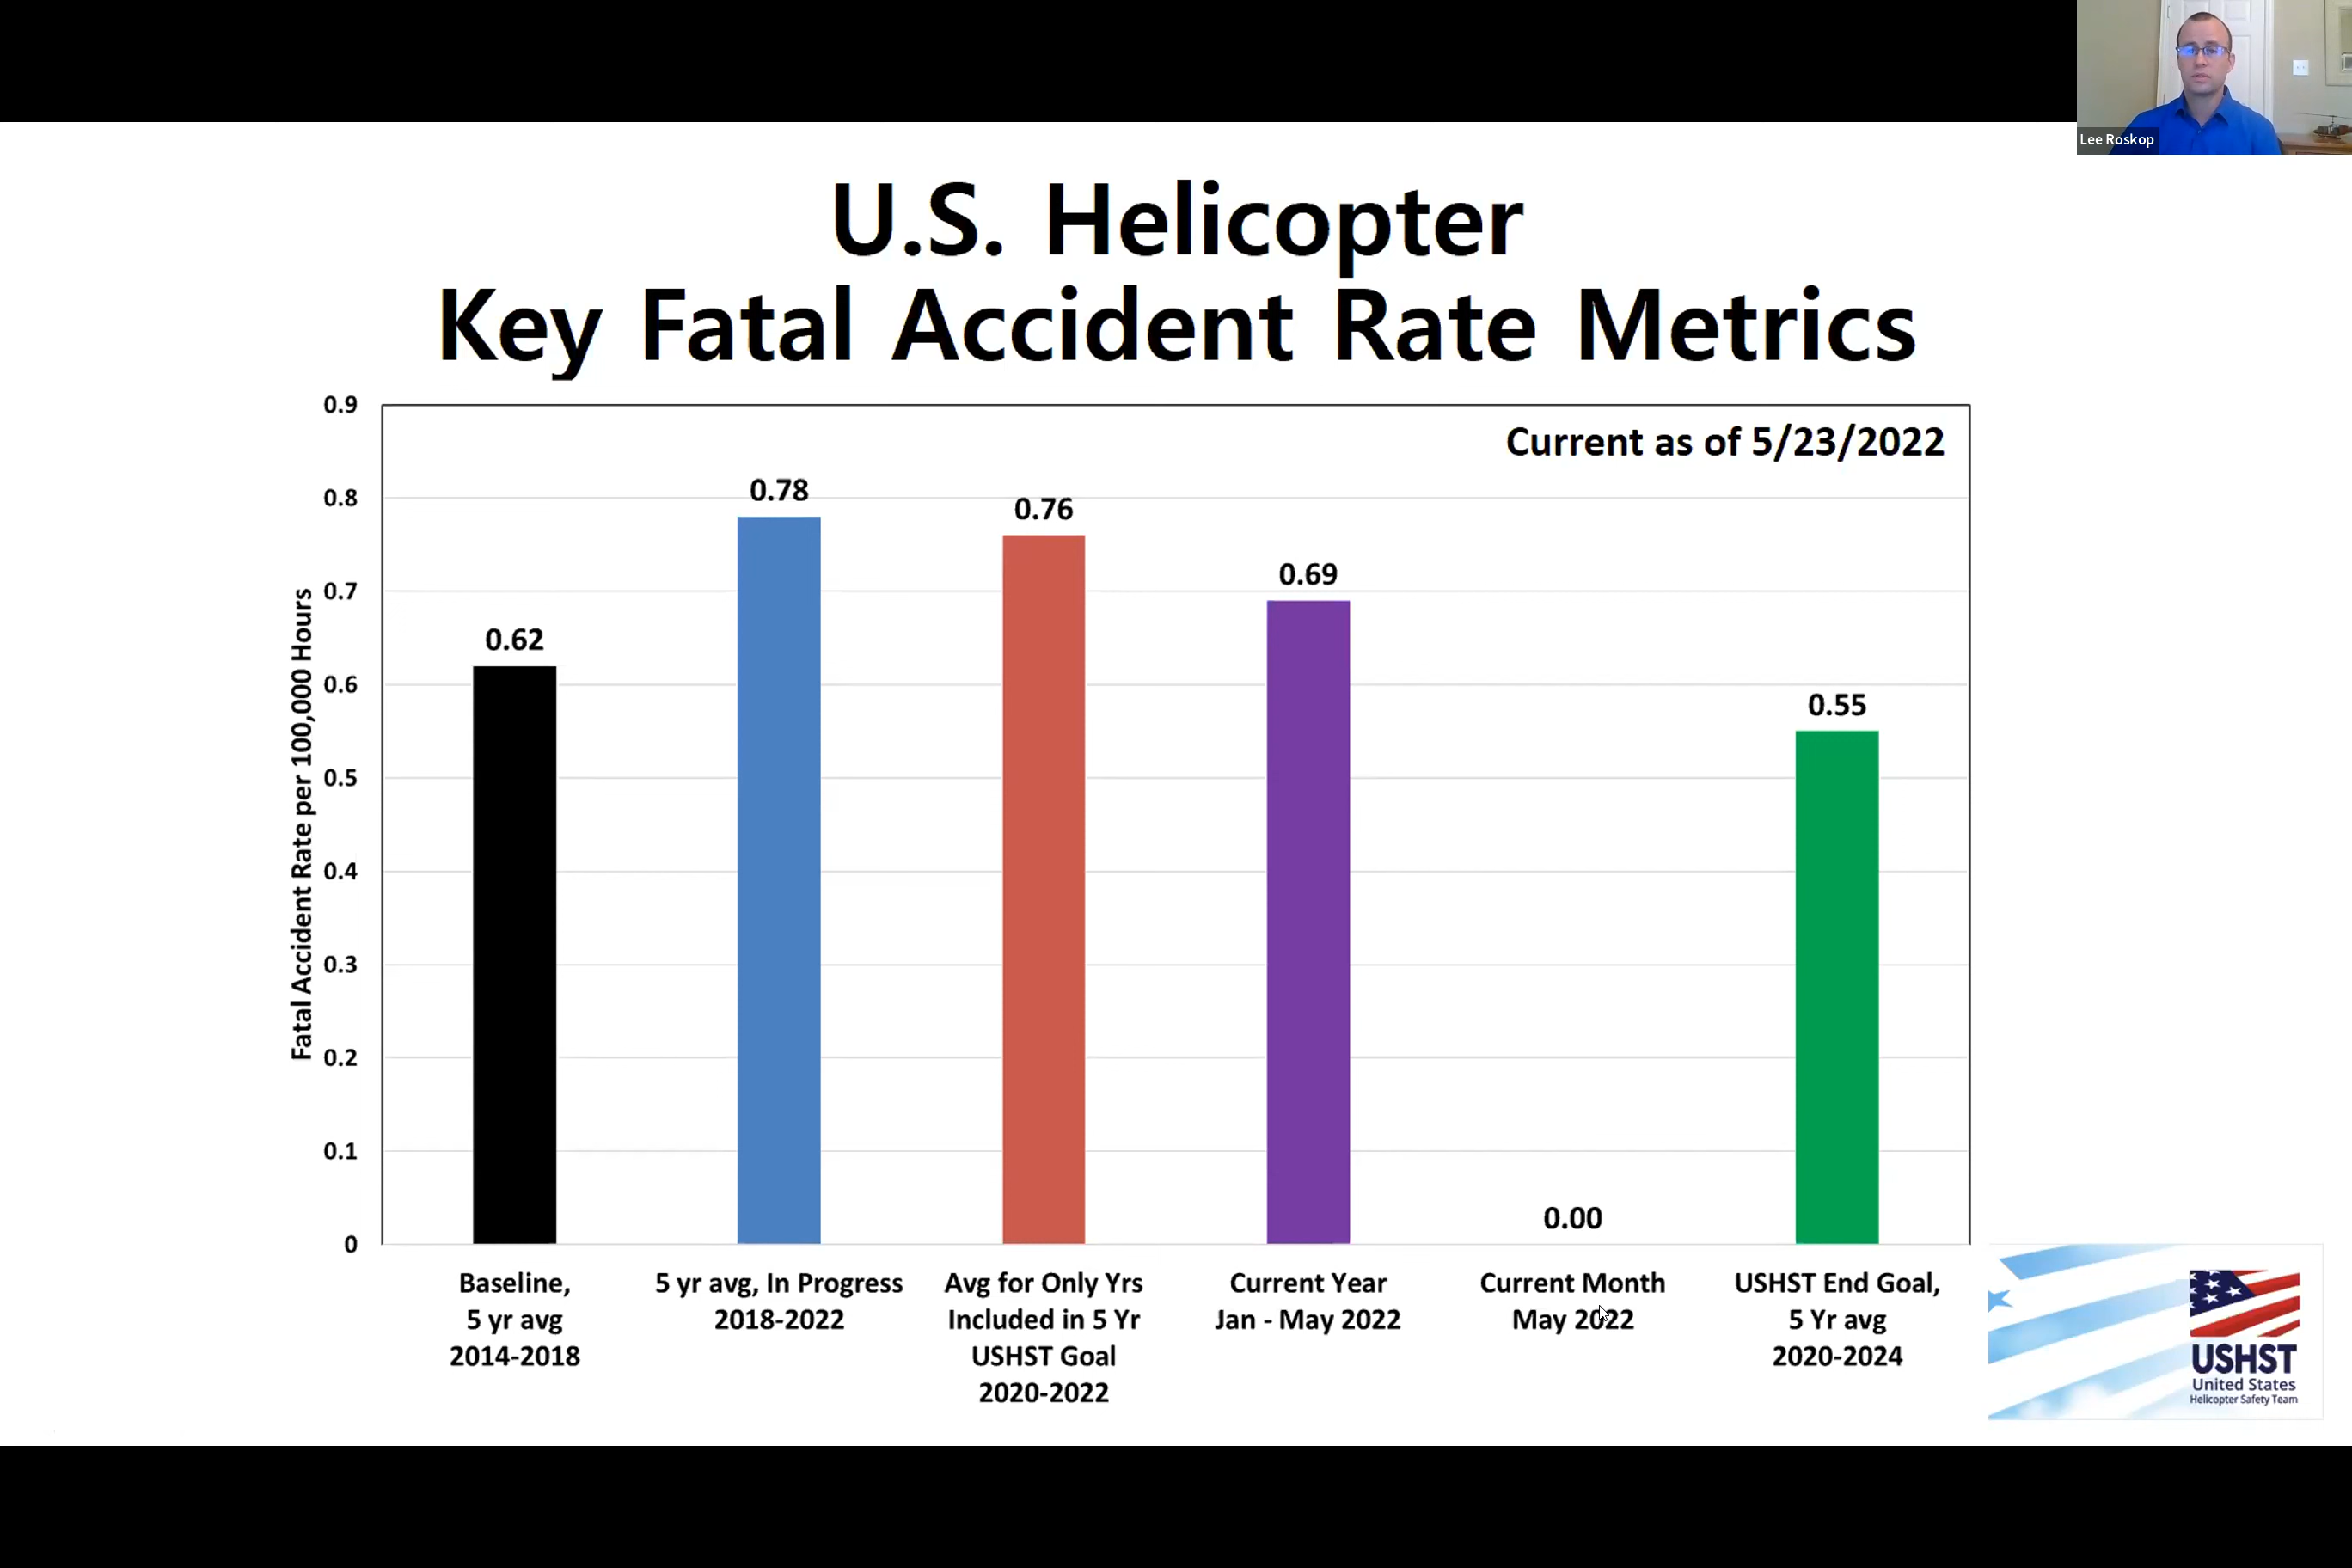 Lee Roskop
U.S. Helicopter
Key Fatal Accident Rate Metrics
Current as of 5/23/2022
Fatal Accident Rate per 100,000 Hours
0.9
0.8
0.7
0.6
0.5
0.4
0.3
0.2
0.1
0
0.62
0.78
0.76
0.69
0.00
0.55
Baseline,
5 yr avg
2014-2018
5 yr avg, In Progress
2018-2022
Avg for Only Yrs
Included in 5 Yr
USHST Goal
2020-2022
Current Year
Jan - May 2022
Current Month
May 2022
USHST End Goal,
5 Yr avg
2020-2024
USHST
United States
Helicopter Safety Team